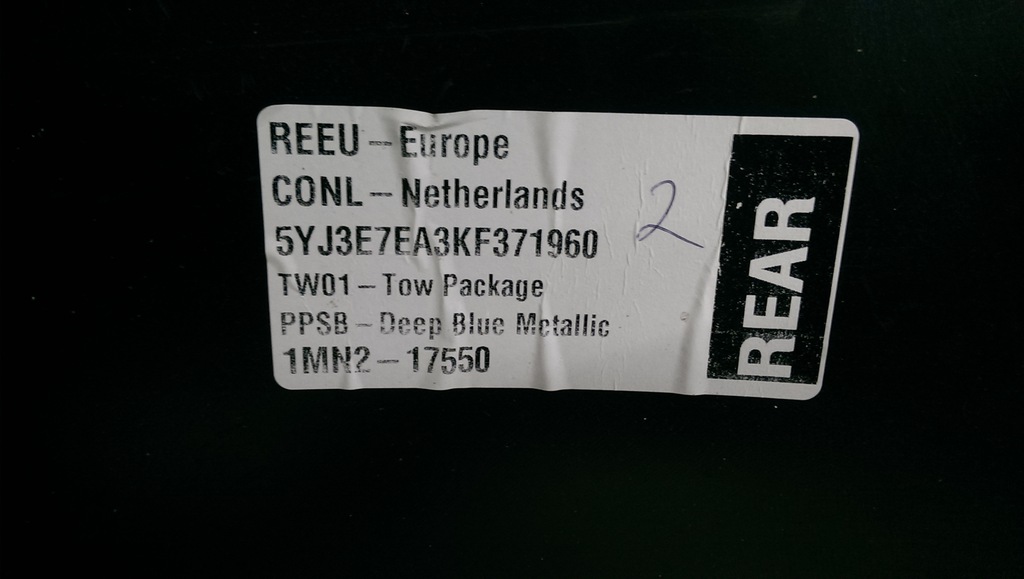 REEU – Europe
CONL – Netherlands
5YJ3E7EA3KF371960
TW01 – Tow Package
PPSB – Deep Blue Metallic
1MN2 – 17550
2
REAR